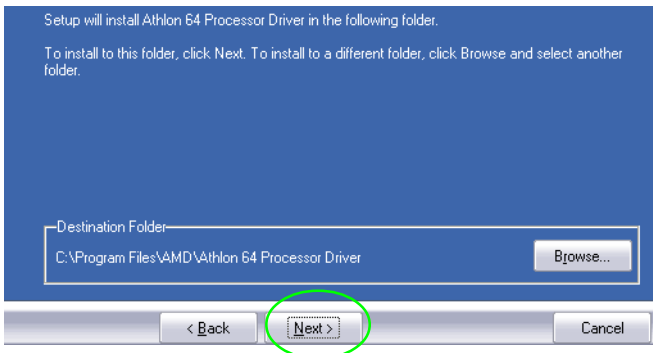 Setup will install Athlon 64 Processor Driver in the following folder.
To install to this folder, click Next. To install to a different folder, click Browse and select another
folder.
Destination Folder
C:\Program Files\AMD\Athlon 64 Processor Driver
Browse...
< Back
Next >
Cancel